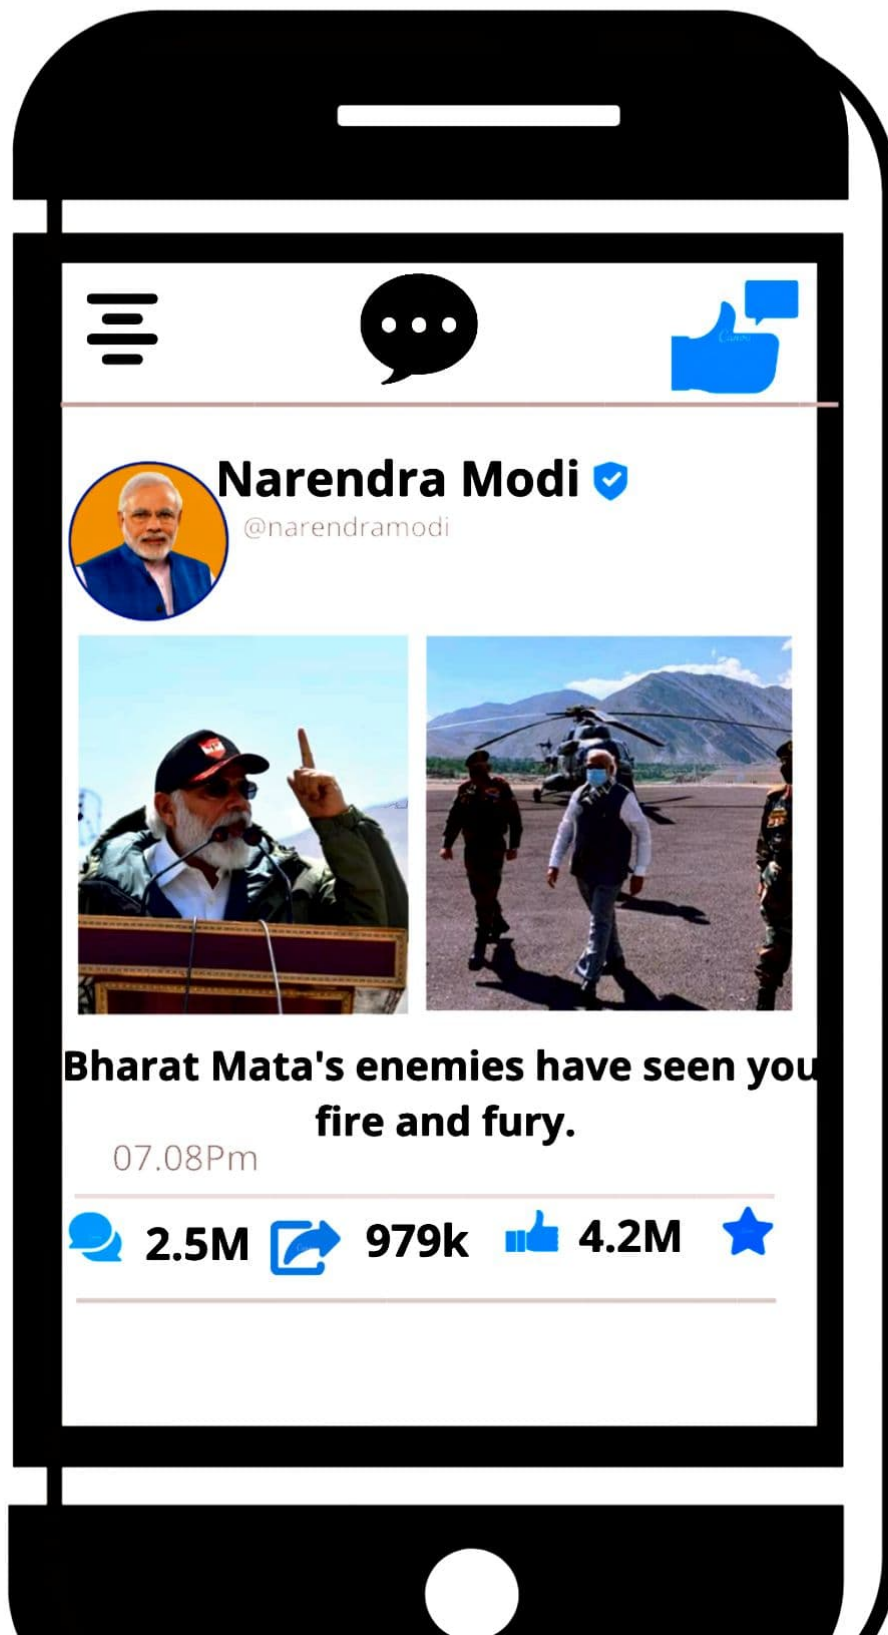 Canva
Narendra Modi
@narendramodi
Bharat Mata's enemies have seen you
fire and fury.
07.08Pm
2.5M 979k 4.2M